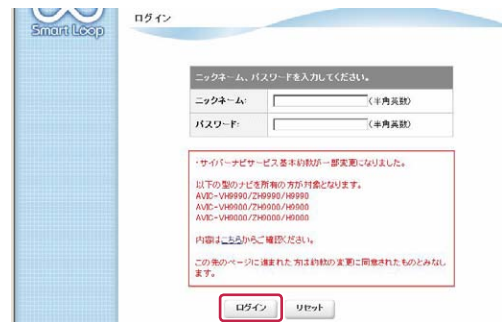 Smart Loop
ログイン
ニックネーム、パスワードを入力してください。
ニックネーム: (半角英数)
パスワード: (半角英数)
・サイバーナビサービス基本約款が一部変更になりました。
以下の型のナビを所有の方が対象となります。
AVIC-VH9990/ZH9990/H9990
AVIC-VH9900/ZH9900/H9900
AVIC-VH9000/ZH9000/H9000
内容はこちらからご確認ください。
この先のページに進まれた方は約款の変更に同意されたものとみなし
ます。
ログイン リセット